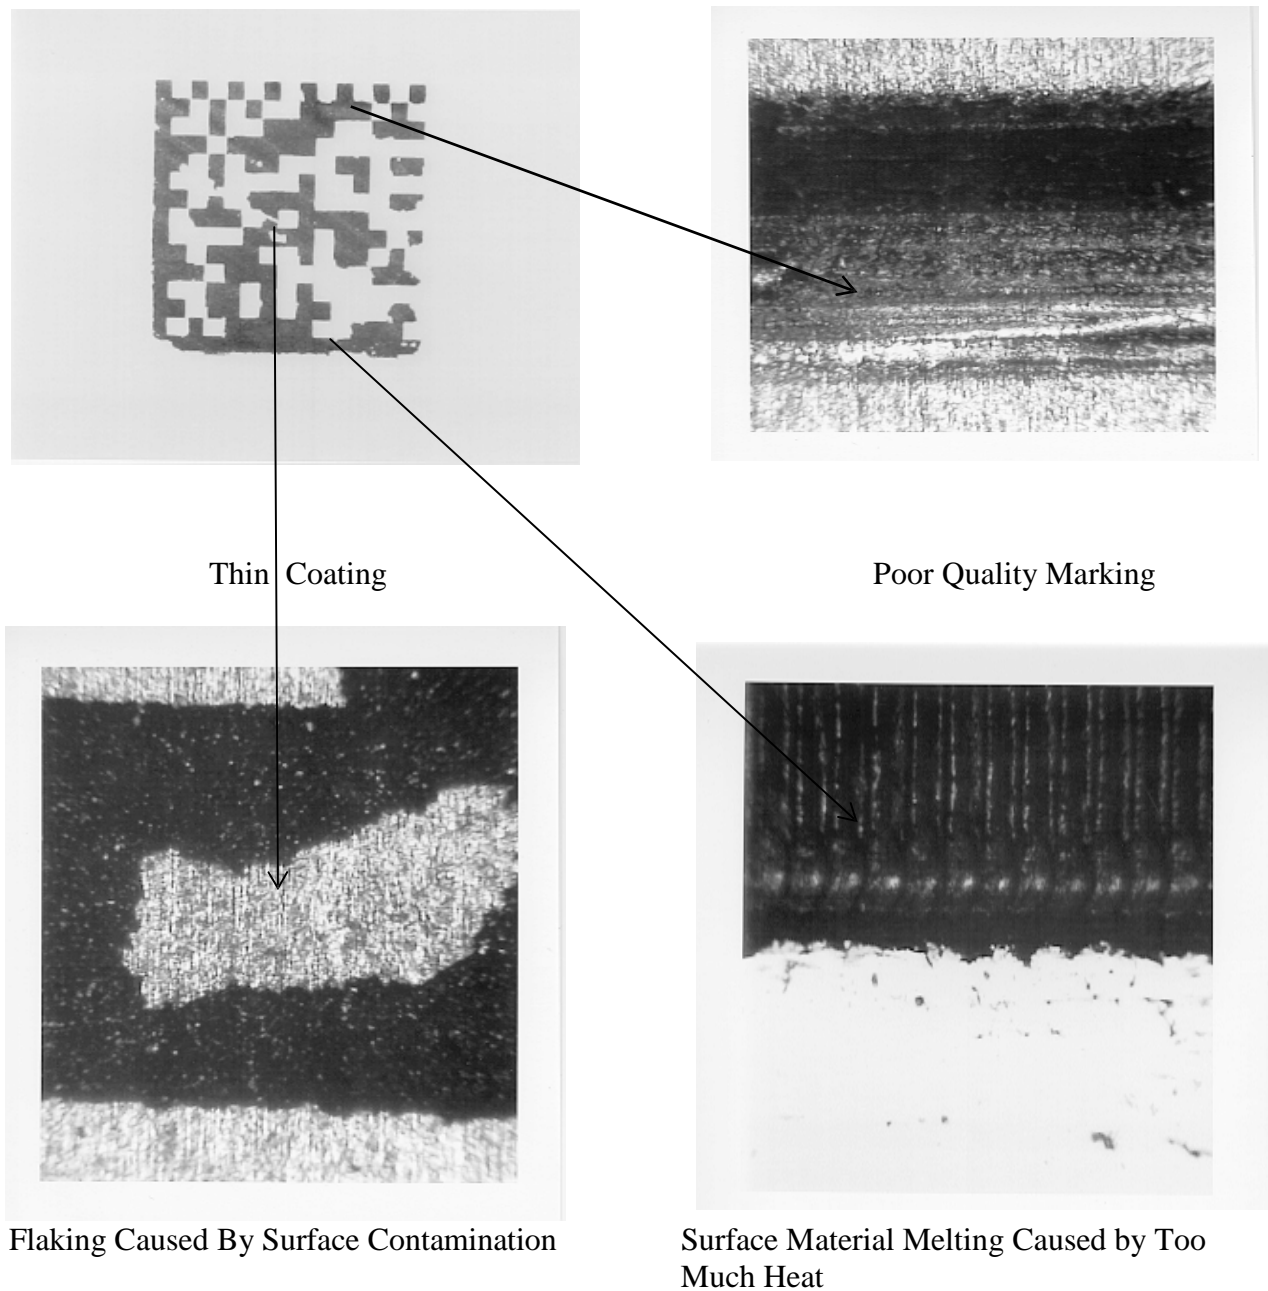 Thin Coating
Poor Quality Marking
Flaking Caused By Surface Contamination
Surface Material Melting Caused by Too
Much Heat